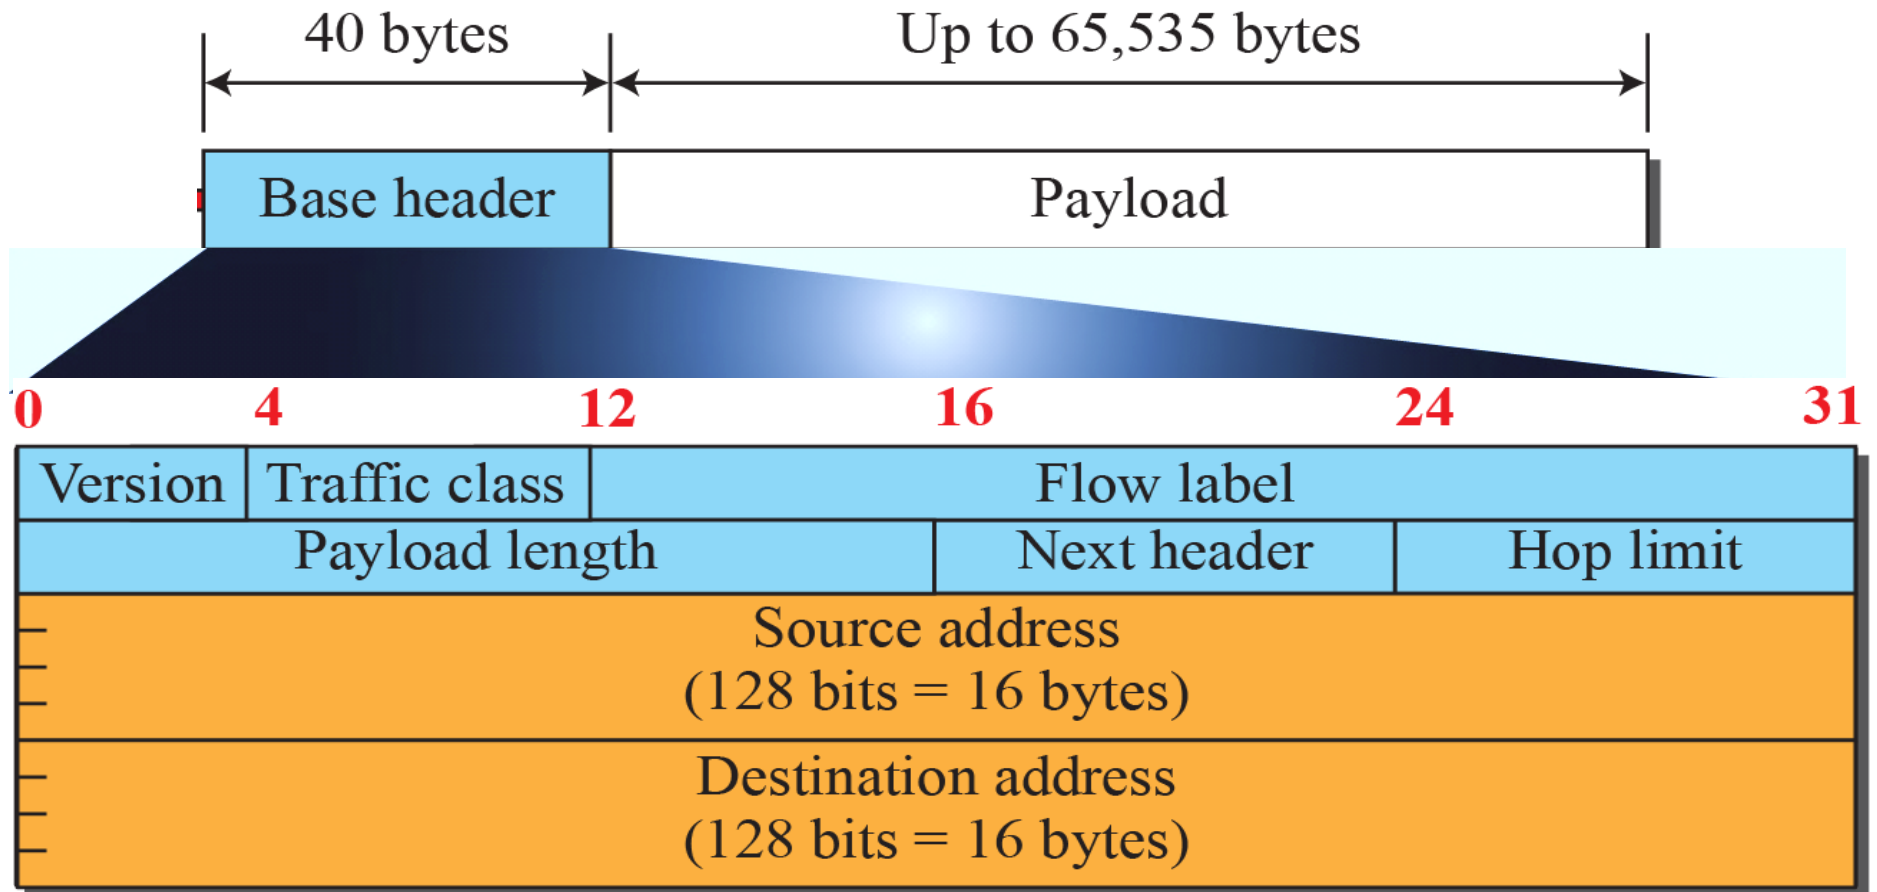 40 bytes Up to 65,535 bytes
Base header Payload
0 4 12 16 24 31
Version Traffic class Flow label
Payload length Next header Hop limit
Source address
(128 bits = 16 bytes)
Destination address
(128 bits = 16 bytes)